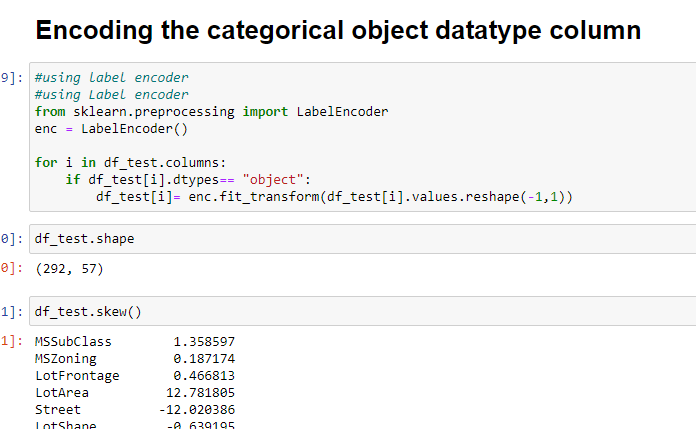 Encoding the categorical object datatype column
9]: #using label encoder
#using Label encoder
from sklearn.preprocessing import LabelEncoder
enc = LabelEncoder()
for i in df_test.columns:
if df_test[i].dtypes== "object":
df_test[i]= enc.fit_transform(df_test[i].values.reshape(-1,1))
0]: df_test.shape
0]: (292, 57)
1]: df_test.skew()
1]: MSSubClass 1.358597
MSZoning 0.187174
LotFrontage 0.466813
LotArea 12.781805
Street -12.020386
LotShape -0.639195